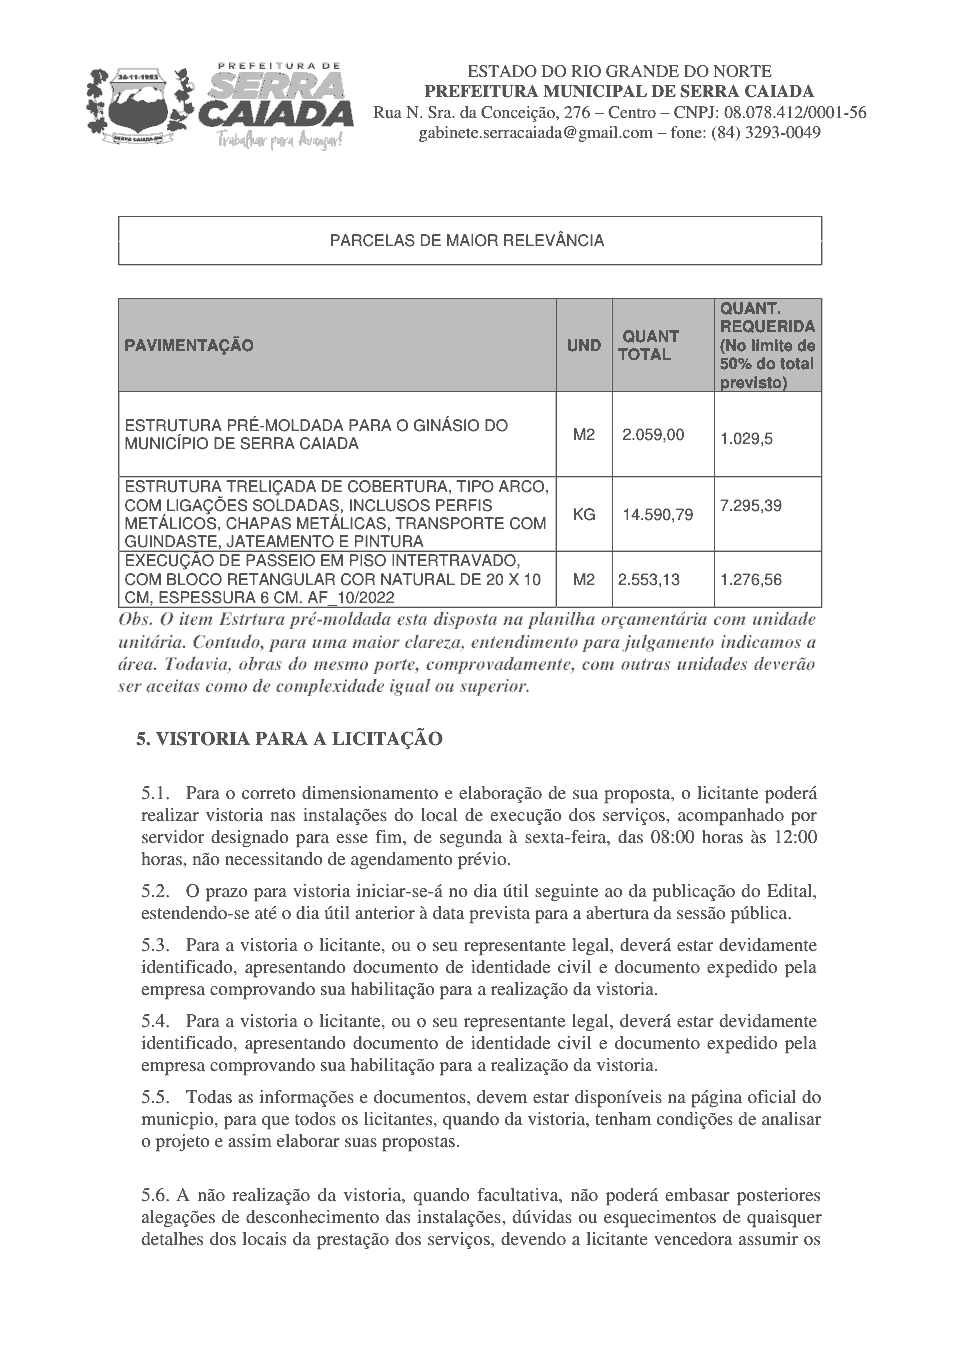 26-11-1953
SERRA CAIADA-RN
PREFEITURA DE
SERRA
CAIADA
Trabalhar para Avançar!
ESTADO DO RIO GRANDE DO NORTE
PREFEITURA MUNICIPAL DE SERRA CAIADA
Rua N. Sra. da Conceição, 276 – Centro – CNPJ: 08.078.412/0001-56
gabinete.serracaiada@gmail.com – fone: (84) 3293-0049
PARCELAS DE MAIOR RELEVÂNCIA
PAVIMENTAÇÃO
UND
QUANT
TOTAL
QUANT.
REQUERIDA
(No limite de
50% do total
previsto)
ESTRUTURA PRÉ-MOLDADA PARA O GINÁSIO DO
MUNICÍPIO DE SERRA CAIADA
M2
2.059,00
1.029,5
ESTRUTURA TRELIÇADA DE COBERTURA, TIPO ARCO,
COM LIGAÇÕES SOLDADAS, INCLUSOS PERFIS
METÁLICOS, CHAPAS METÁLICAS, TRANSPORTE COM
GUINDASTE, JATEAMENTO E PINTURA
KG
14.590,79
7.295,39
EXECUÇÃO DE PASSEIO EM PISO INTERTRAVADO,
COM BLOCO RETANGULAR COR NATURAL DE 20 X 10
CM, ESPESSURA 6 CM. AF_10/2022
M2
2.553,13
1.276,56
Obs. O item Estrtura pré-moldada esta disposta na planilha orçamentária com unidade
unitária. Contudo, para uma maior clareza, entendimento para julgamento indicamos a
área. Todavia, obras do mesmo porte, comprovadamente, com outras unidades deverão
ser aceitas como de complexidade igual ou superior.
5. VISTORIA PARA A LICITAÇÃO
5.1. Para o correto dimensionamento e elaboração de sua proposta, o licitante poderá
realizar vistoria nas instalações do local de execução dos serviços, acompanhado por
servidor designado para esse fim, de segunda à sexta-feira, das 08:00 horas às 12:00
horas, não necessitando de agendamento prévio.
5.2. O prazo para vistoria iniciar-se-á no dia útil seguinte ao da publicação do Edital,
estendendo-se até o dia útil anterior à data prevista para a abertura da sessão pública.
5.3. Para a vistoria o licitante, ou o seu representante legal, deverá estar devidamente
identificado, apresentando documento de identidade civil e documento expedido pela
empresa comprovando sua habilitação para a realização da vistoria.
5.4. Para a vistoria o licitante, ou o seu representante legal, deverá estar devidamente
identificado, apresentando documento de identidade civil e documento expedido pela
empresa comprovando sua habilitação para a realização da vistoria.
5.5. Todas as informações e documentos, devem estar disponíveis na página oficial do
municpio, para que todos os licitantes, quando da vistoria, tenham condições de analisar
o projeto e assim elaborar suas propostas.
5.6. A não realização da vistoria, quando facultativa, não poderá embasar posteriores
alegações de desconhecimento das instalações, dúvidas ou esquecimentos de quaisquer
detalhes dos locais da prestação dos serviços, devendo a licitante vencedora assumir os